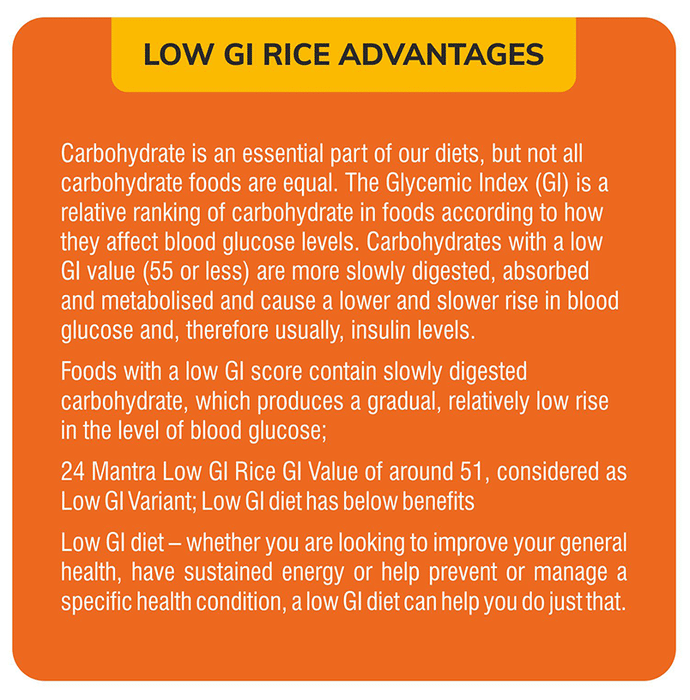 LOW GI RICE ADVANTAGES
Carbohydrate is an essential part of our diets, but not all
carbohydrate foods are equal. The Glycemic Index (GI) is a
relative ranking of carbohydrate in foods according to how
they affect blood glucose levels. Carbohydrates with a low
GI value (55 or less) are more slowly digested, absorbed
and metabolised and cause a lower and slower rise in blood
glucose and, therefore usually, insulin levels.
Foods with a low GI score contain slowly digested
carbohydrate, which produces a gradual, relatively low rise
in the level of blood glucose;
24 Mantra Low GI Rice GI Value of around 51, considered as
Low GI Variant; Low GI diet has below benefits
Low GI diet – whether you are looking to improve your general
health, have sustained energy or help prevent or manage a
specific health condition, a low GI diet can help you do just that.